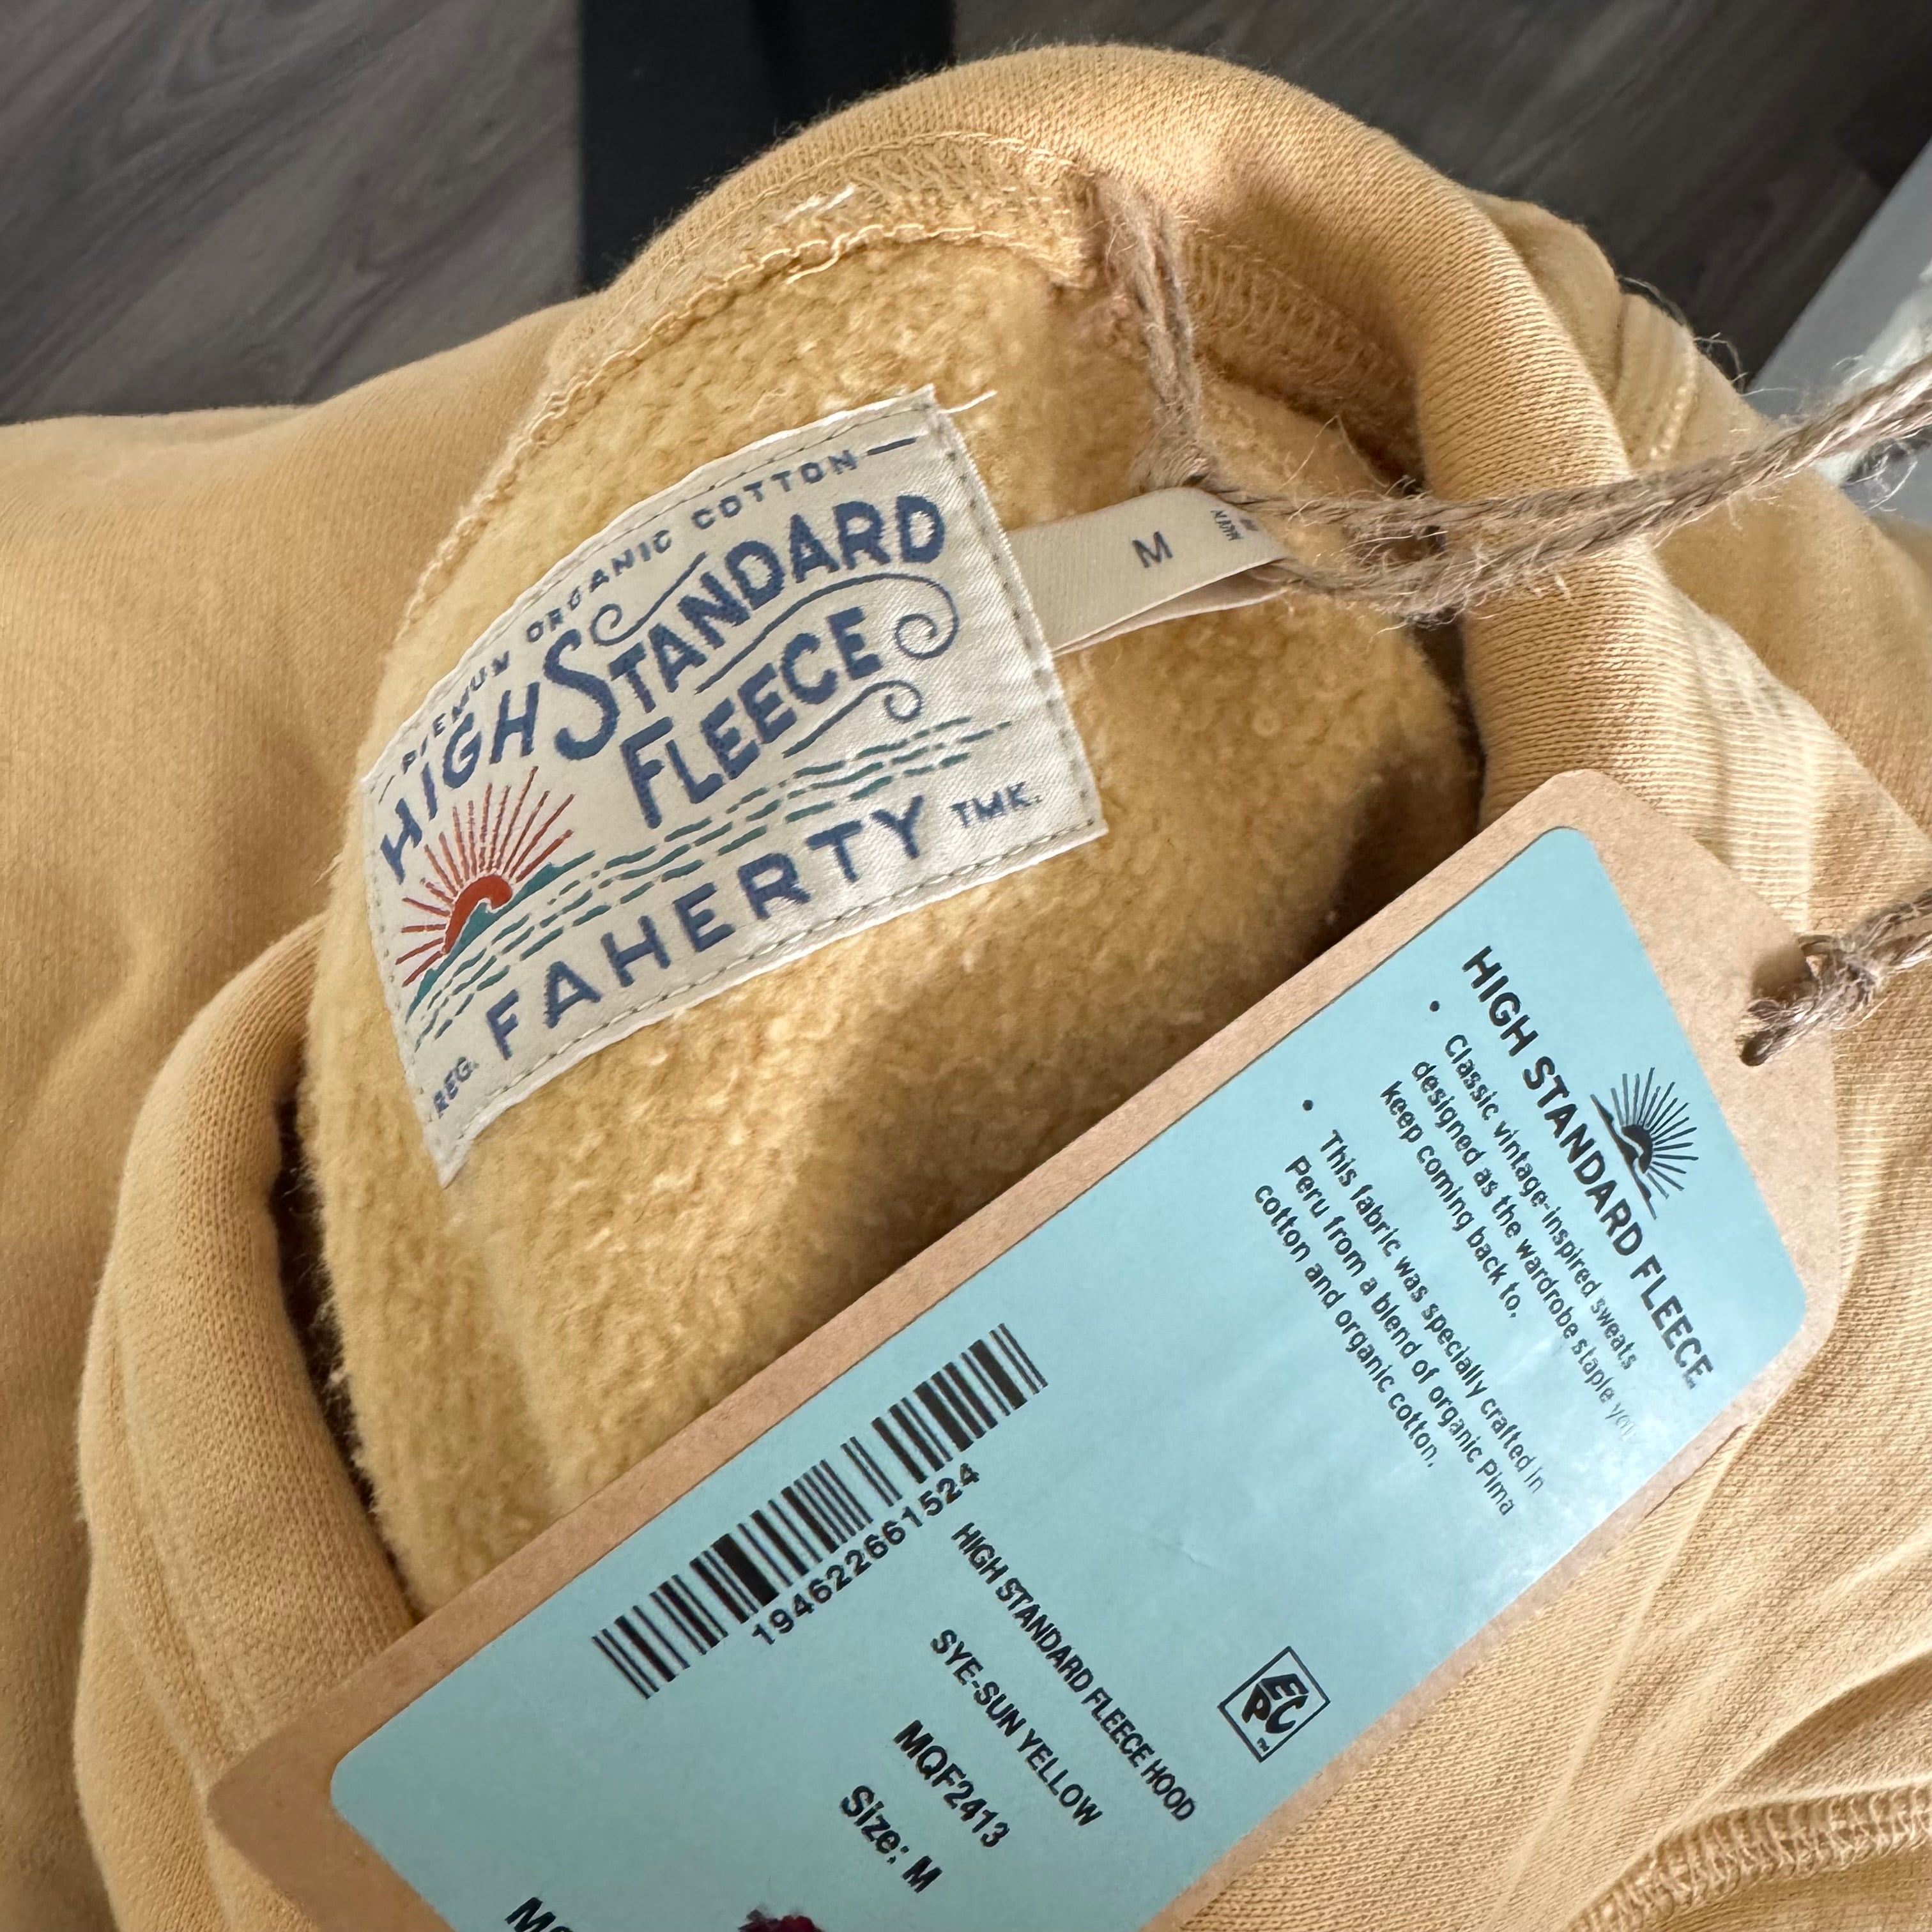 PREMIUM ORGANIC COTTON
HIGH STANDARD
FLEECE
REG. FAHERTY TMK.
M
HIGH STANDARD FLEECE
• Classic vintage-inspired sweats
designed as the wardrobe staple you
keep coming back to.
• This fabric was specially crafted in
Peru from a blend of organic Pima
cotton and organic cotton.
194622661524
HIGH STANDARD FLEECE HOOD
SYE-SUN YELLOW
MQF2413
Size: M
EPC
TM